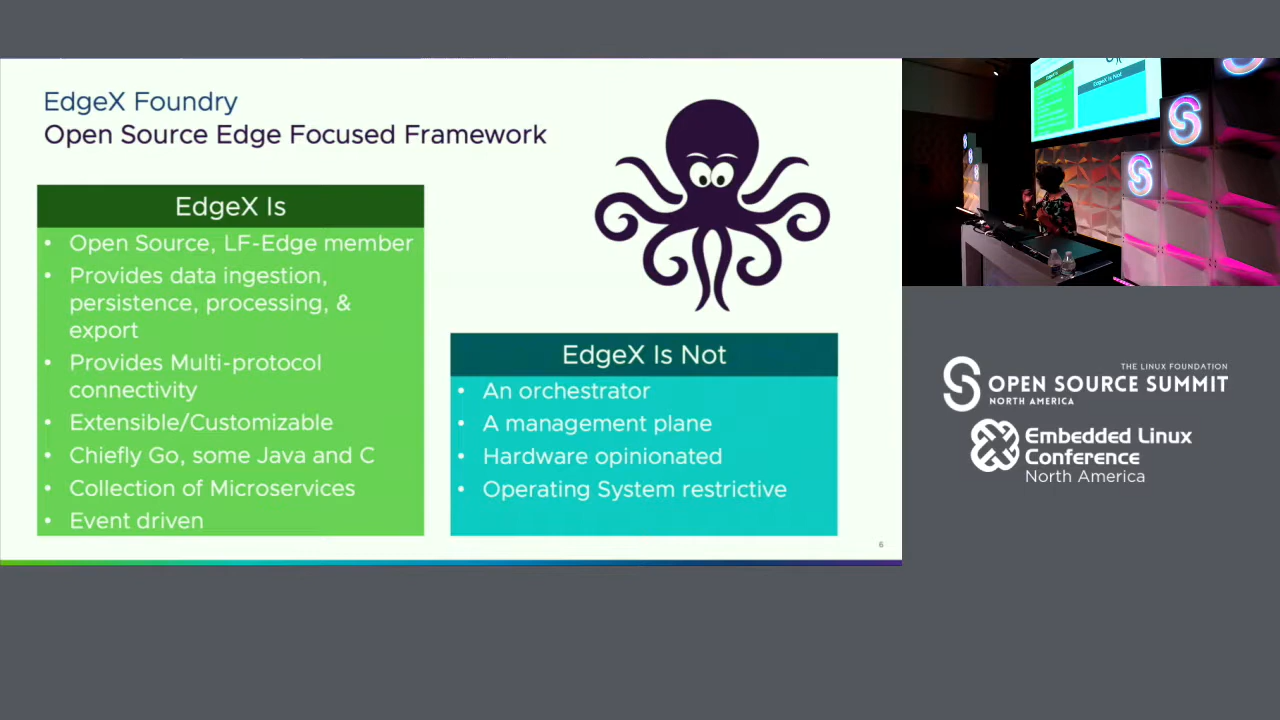 EdgeX Foundry
Open Source Edge Focused Framework
EdgeX Is
• Open Source, LF-Edge member
• Provides data ingestion,
persistence, processing, &
export
• Provides Multi-protocol
connectivity
• Extensible/Customizable
• Chiefly Go, some Java and C
• Collection of Microservices
• Event driven
EdgeX Is Not
• An orchestrator
• A management plane
• Hardware opinionated
• Operating System restrictive
6
EdgeX Is Not
THE LINUX FOUNDATION
OPEN SOURCE SUMMIT
NORTH AMERICA
Embedded Linux
Conference
North America